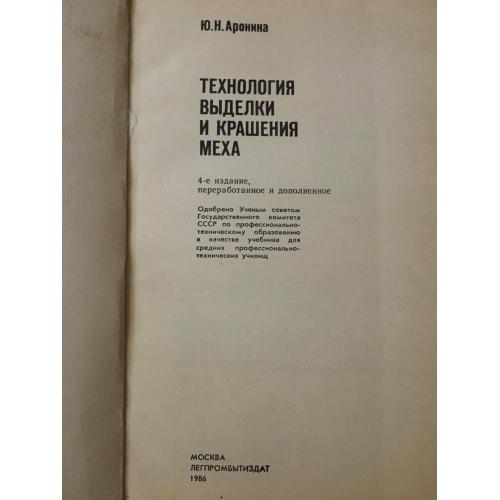 Ю.Н.Аронина
ТЕХНОЛОГИЯ
ВЫДЕЛКИ
И КРАШЕНИЯ
МЕХА
4-е издание,
переработанное и дополненное
Одобрено Ученым советом
Государственного комитета
СССР по профессионально-
техническому образованию
в качестве учебника для
средних профессионально-
технических училищ
МОСКВА
ЛЕГПРОМБЫТИЗДАТ
1986